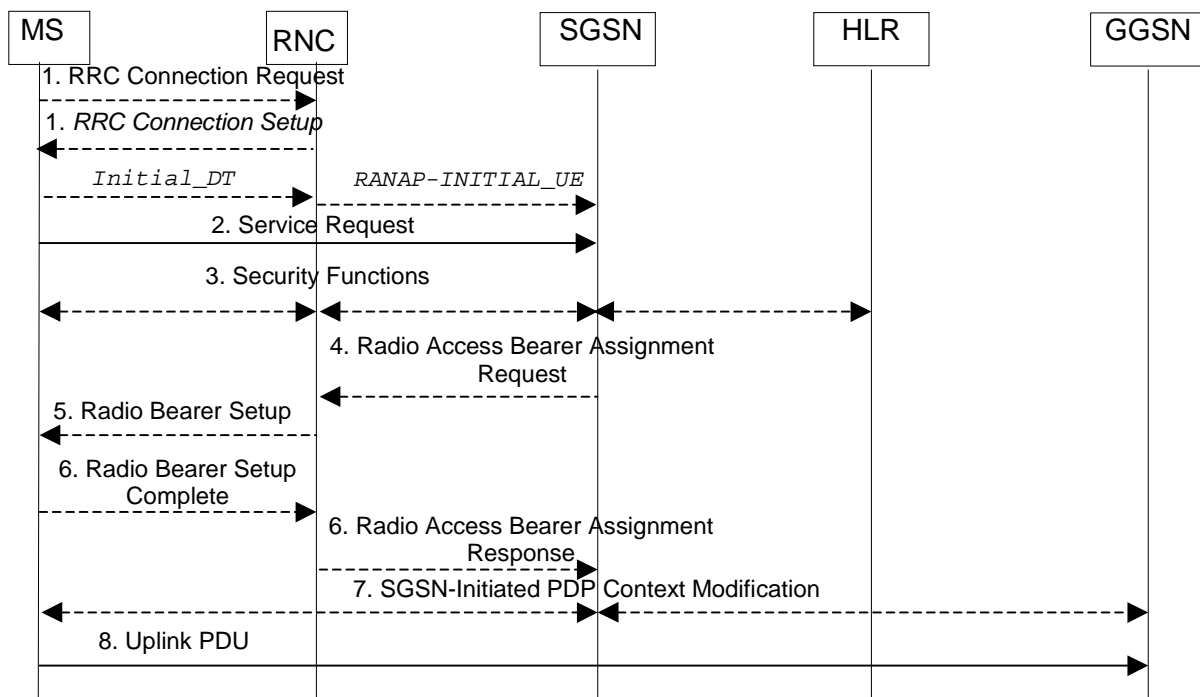 MS
RNC
SGSN
HLR
GGSN
1. RRC Connection Request
1. RRC Connection Setup
Initial_DT
RANAP-INITIAL_UE
2. Service Request
3. Security Functions
4. Radio Access Bearer Assignment
Request
5. Radio Bearer Setup
6. Radio Bearer Setup
Complete
6. Radio Access Bearer Assignment
Response
7. SGSN-Initiated PDP Context Modification
8. Uplink PDU